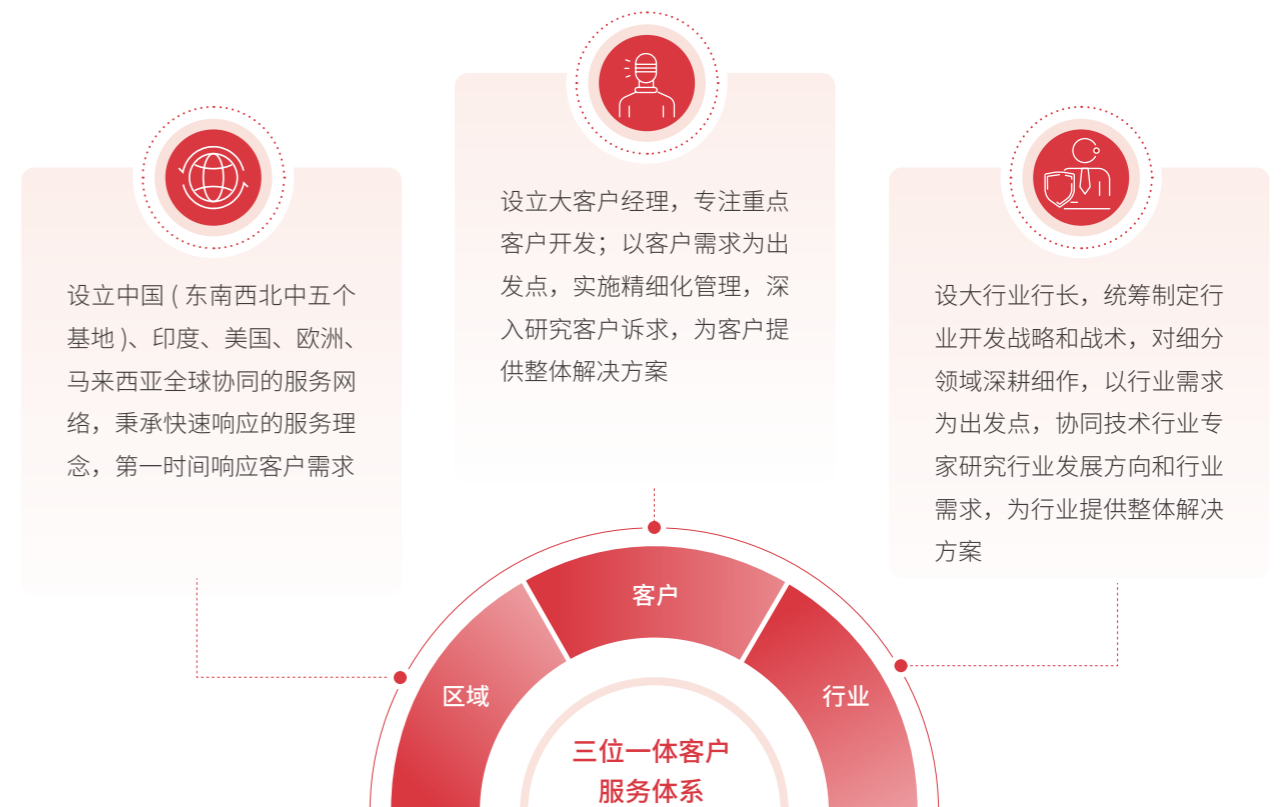 设立中国 ( 东南西北中五个
基地 )、印度、美国、欧洲、
马来西亚全球协同的服务网
络，秉承快速响应的服务理
念，第一时间响应客户需求
设立大客户经理，专注重点
客户开发；以客户需求为出
发点，实施精细化管理，深
入研究客户诉求，为客户提
供整体解决方案
设大行业行长，统筹制定行
业开发战略和战术，对细分
领域深耕细作，以行业需求
为出发点，协同技术行业专
家研究行业发展方向和行业
需求，为行业提供整体解决
方案
区域
客户
行业
三位一体客户
服务体系